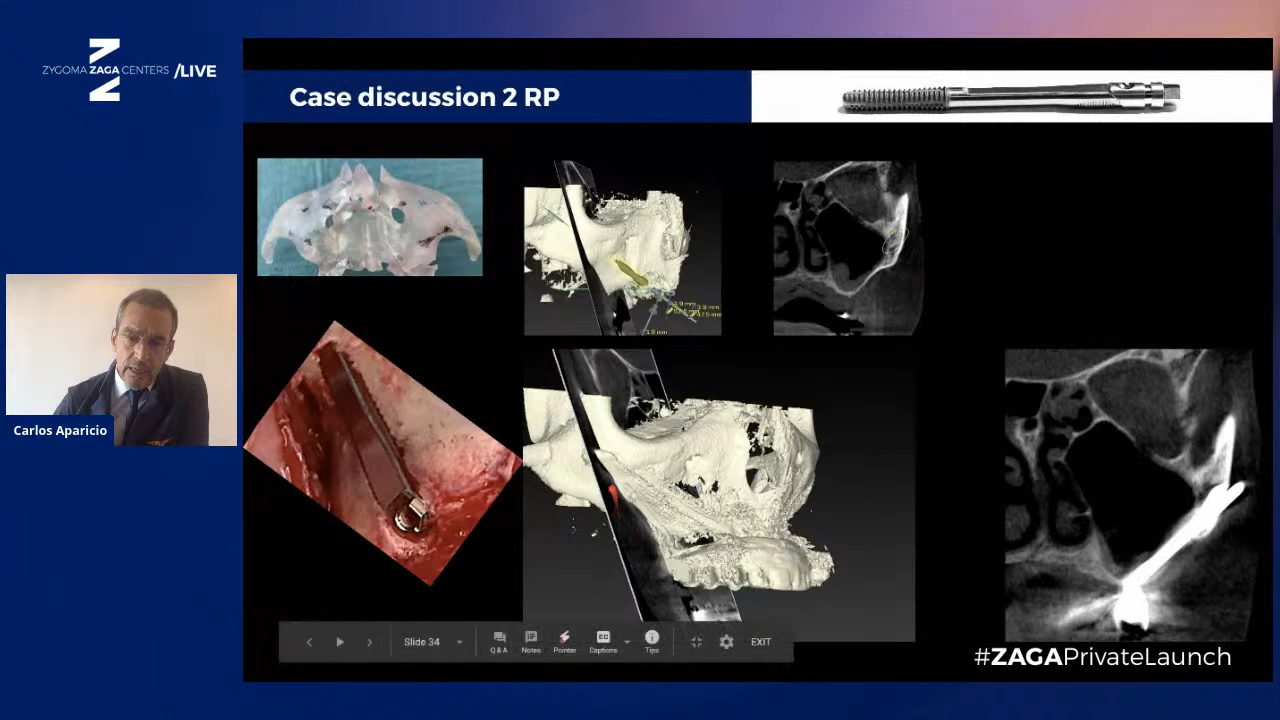 ZYGOMA ZAGA CENTERS /LIVE
Case discussion 2 RP
Carlos Aparicio
Slide 34
Q & A
Notes
Pointer
Captions
Tips
EXIT
#ZAGAPrivateLaunch